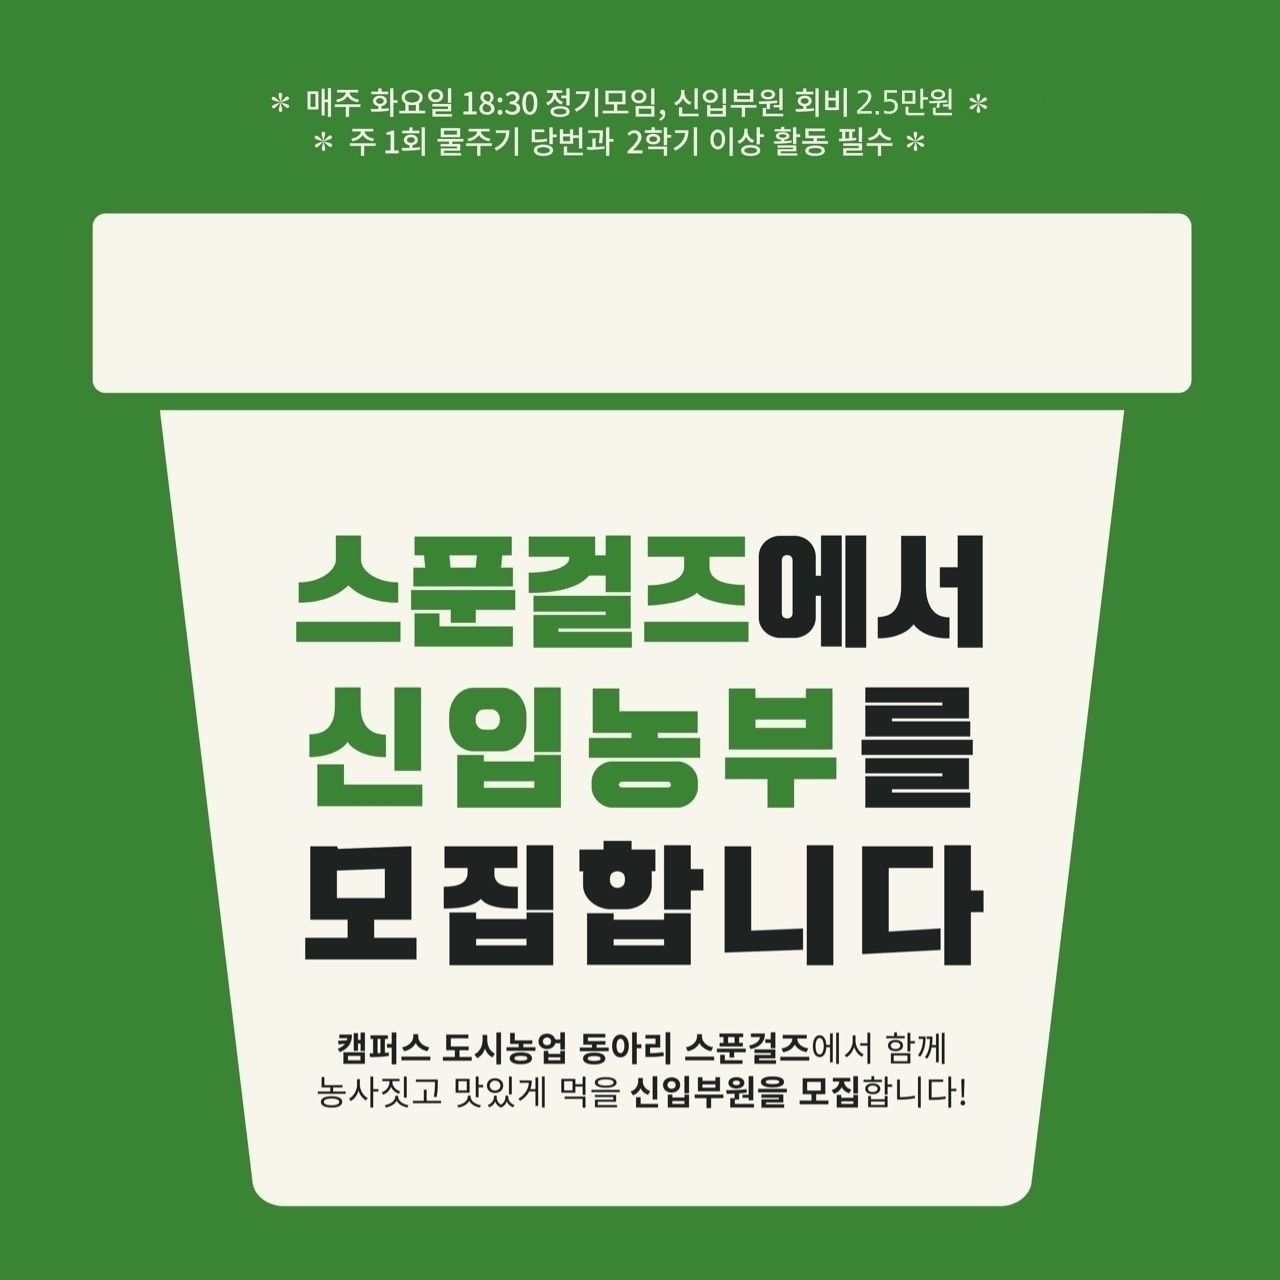 * 매주 화요일 18:30 정기모임, 신입부원 회비 2.5만원 *
* 주 1회 물주기 당번과 2학기 이상 활동 필수 *
스푼걸즈에서
신입농부를
모집합니다
캠퍼스 도시농업 동아리 스푼걸즈에서 함께
농사짓고 맛있게 먹을 신입부원을 모집합니다!